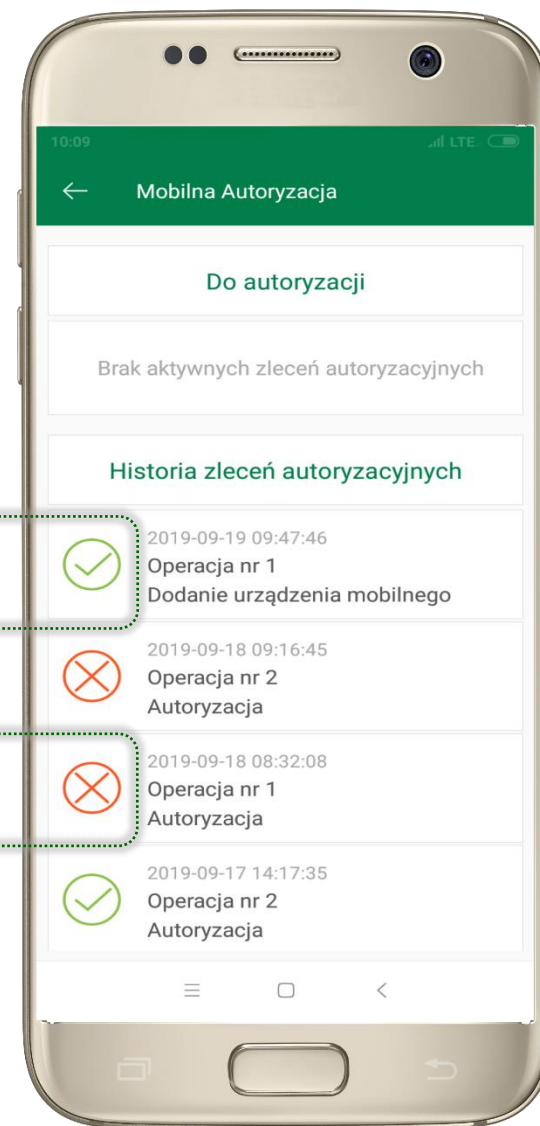 10:09 LTE
Mobilna Autoryzacja
Do autoryzacji
Brak aktywnych zleceń autoryzacyjnych
Historia zleceń autoryzacyjnych
2019-09-19 09:47:46
Operacja nr 1
Dodanie urządzenia mobilnego
2019-09-18 09:16:45
Operacja nr 2
Autoryzacja
2019-09-18 08:32:08
Operacja nr 1
Autoryzacja
2019-09-17 14:17:35
Operacja nr 2
Autoryzacja